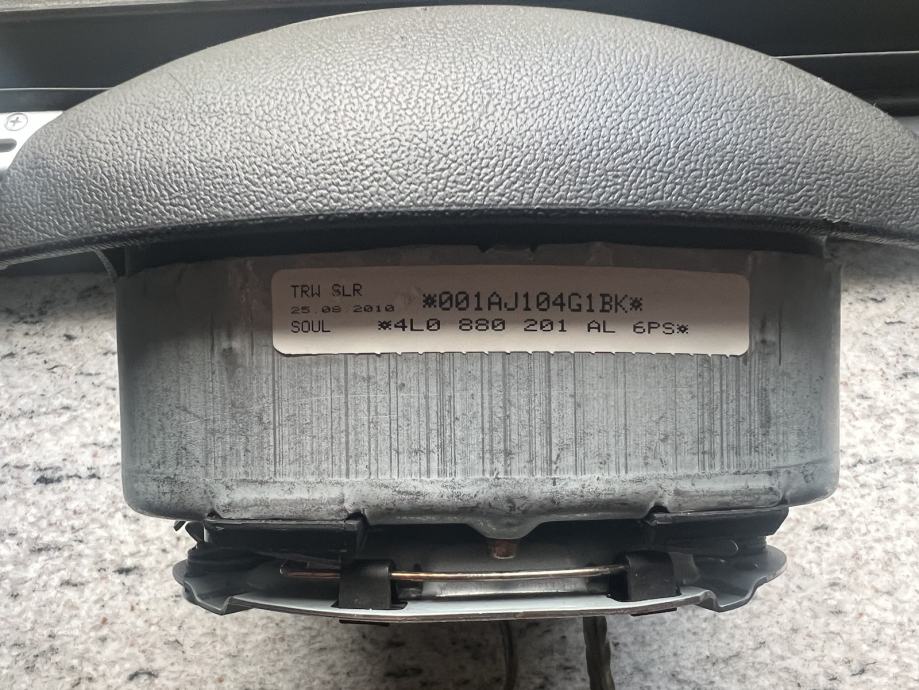 TRW SLR
*001AJ104G1BK*
25.08.2010
SOUL *4L0 880 201 AL 6PS*